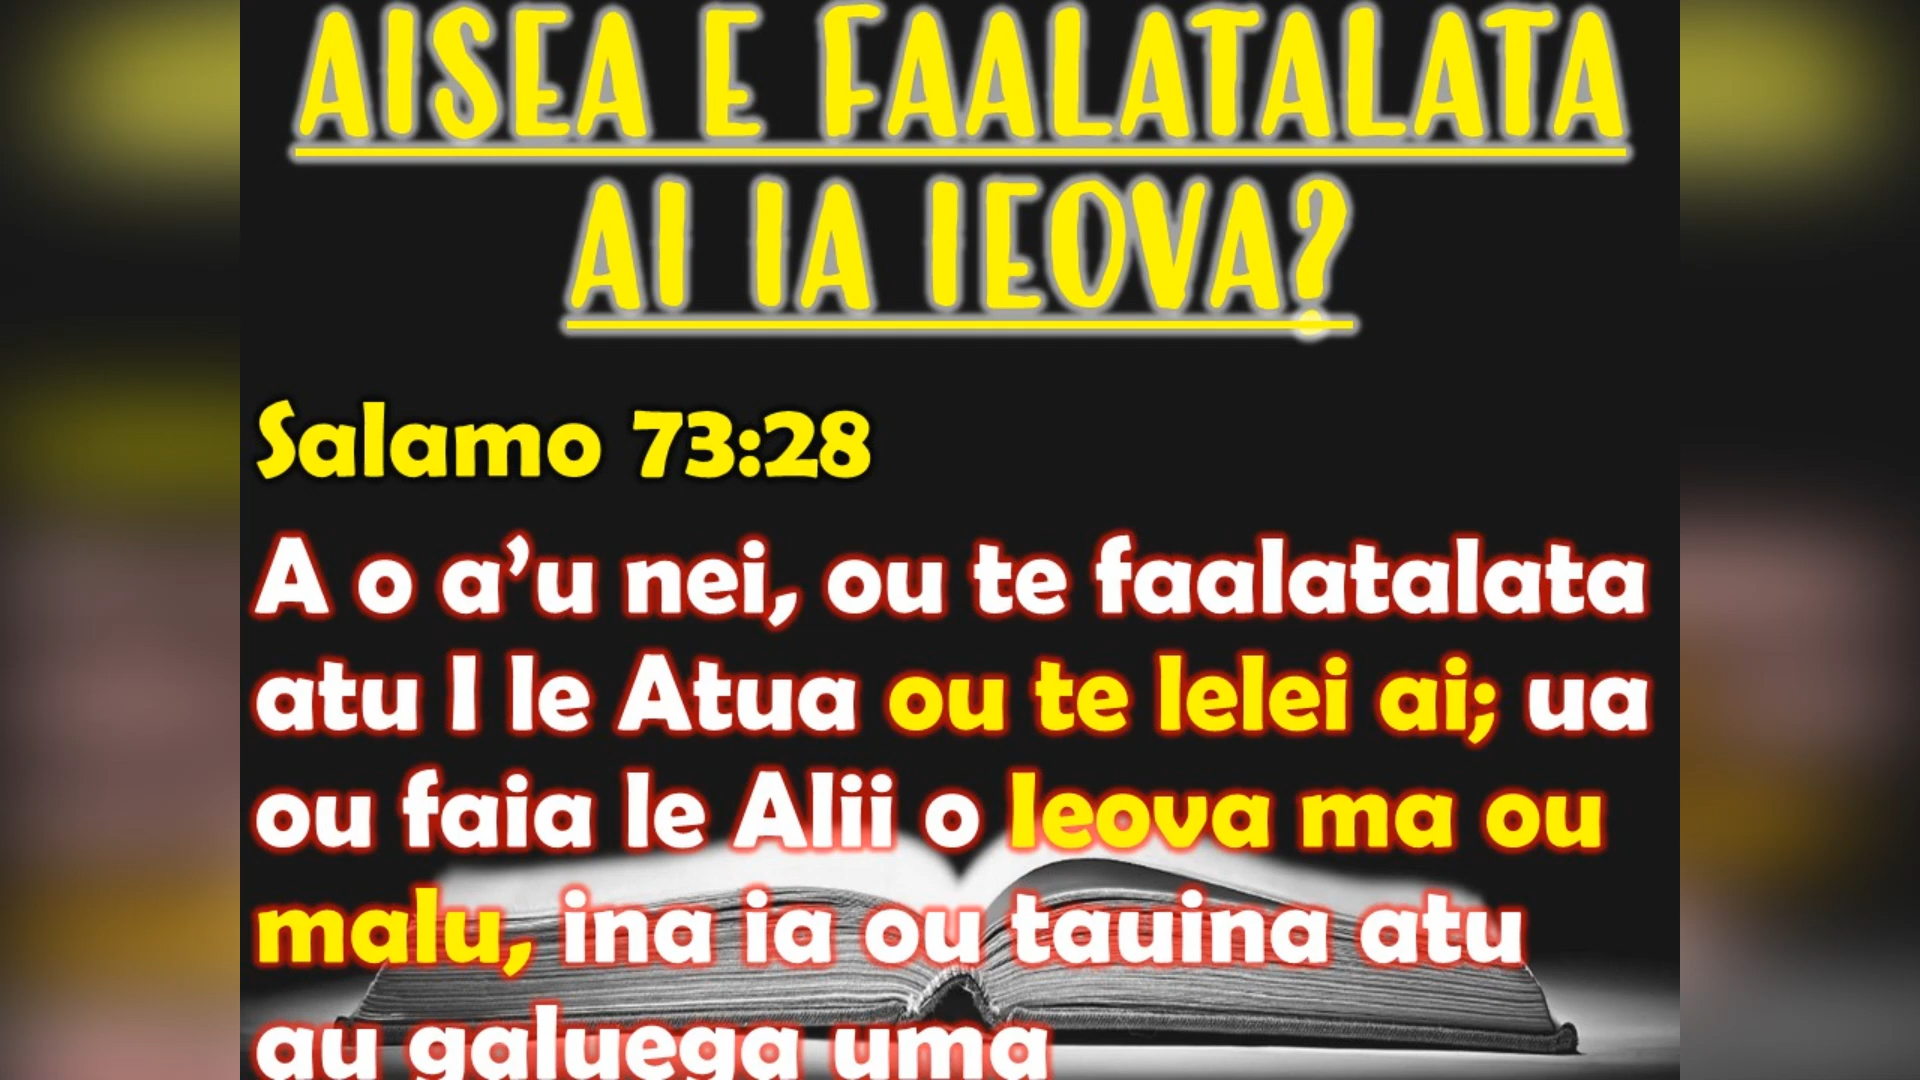 AISEA E FAALATALATA
AI IA IEOVA?
Salamo 73:28
A o a’u nei, ou te faalatalata
atu I le Atua ou te lelei ai; ua
ou faia le Alii o Ieova ma ou
malu, ina ia ou tauina atu
au galuega uma